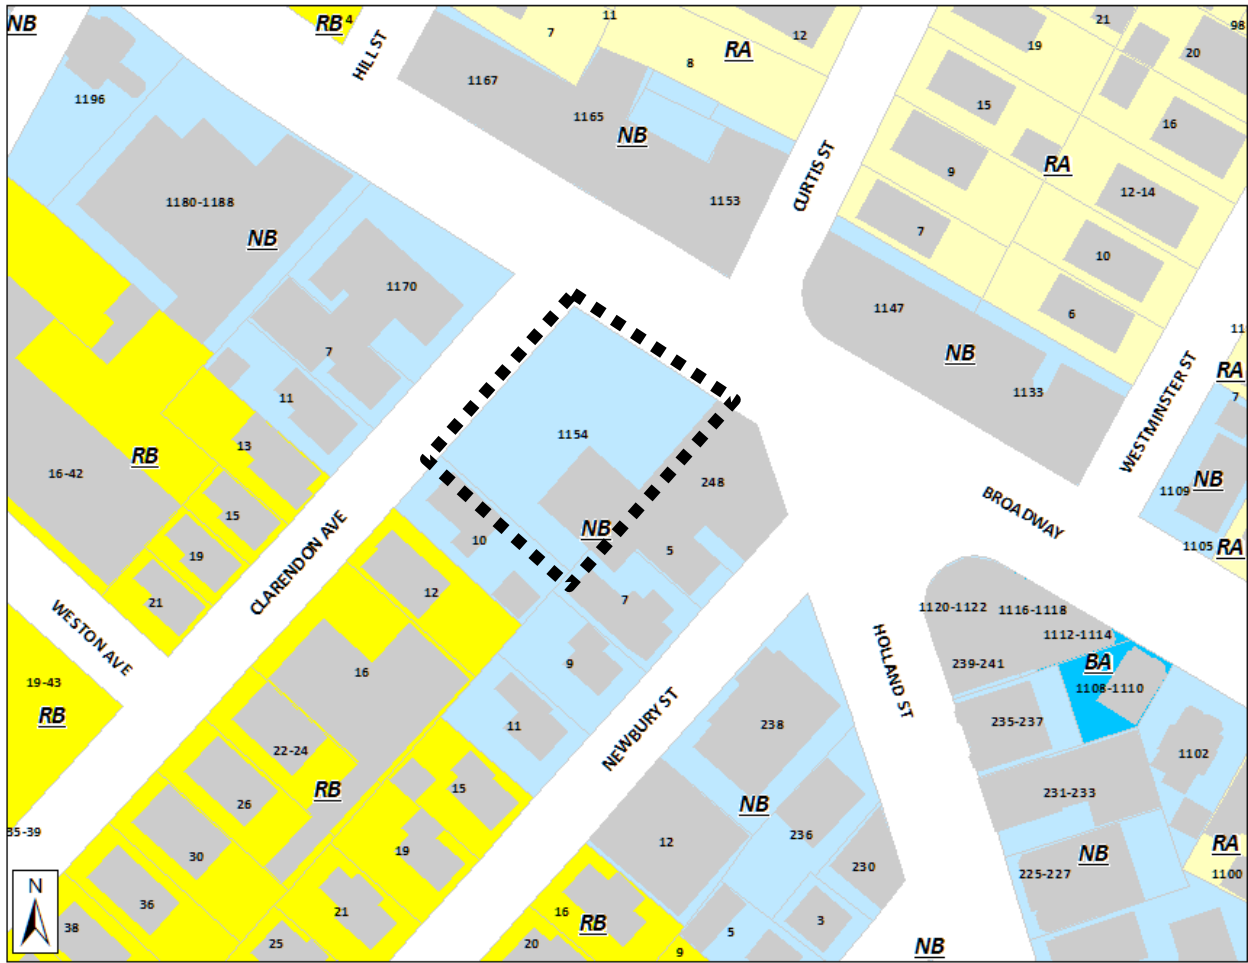 NB
RB
4
HILL ST
7
11
12
RA
8
19
21
20
98
1196
1167
1165
NB
15
16
CURTIS ST
9
RA
12-14
1180-1188
NB
1153
7
10
1170
1147
6
7
NB
11
11
1133
WESTMINSTER ST
RA
7
13
1154
RB
16-42
248
BROADWAY
1109
NB
15
NB
1105
RA
10
5
19
CLARENDON AVE
12
7
21
WESTON AVE
1120-1122
1116-1118
1112-1114
HOLLAND ST
239-241
BA
1108-1110
9
16
19-43
RB
11
NEWBURY ST
238
235-237
22-24
1102
RB
15
26
NB
231-233
35-39
236
12
19
30
RA
NB
230
225-227
1100
N
36
21
16
RB
3
38
25
20
5
9
NB